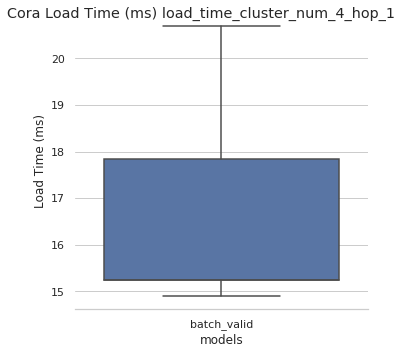 Cora Load Time (ms) load_time_cluster_num_4_hop_1
20
19
18
17
16
15
Load Time (ms)
batch_valid
models